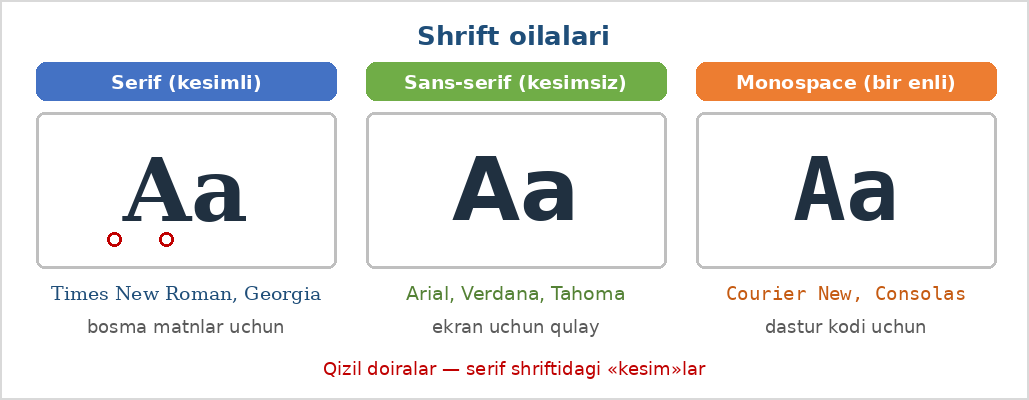 Shrift oilalari
Serif (kesimli)
Sans-serif (kesimsiz)
Monospace (bir enli)
Aa
Aa
Aa
Times New Roman, Georgia
Arial, Verdana, Tahoma
Courier New, Consolas
bosma matnlar uchun
ekran uchun qulay
dastur kodi uchun
Qizil doiralar — serif shriftidagi «kesim»lar